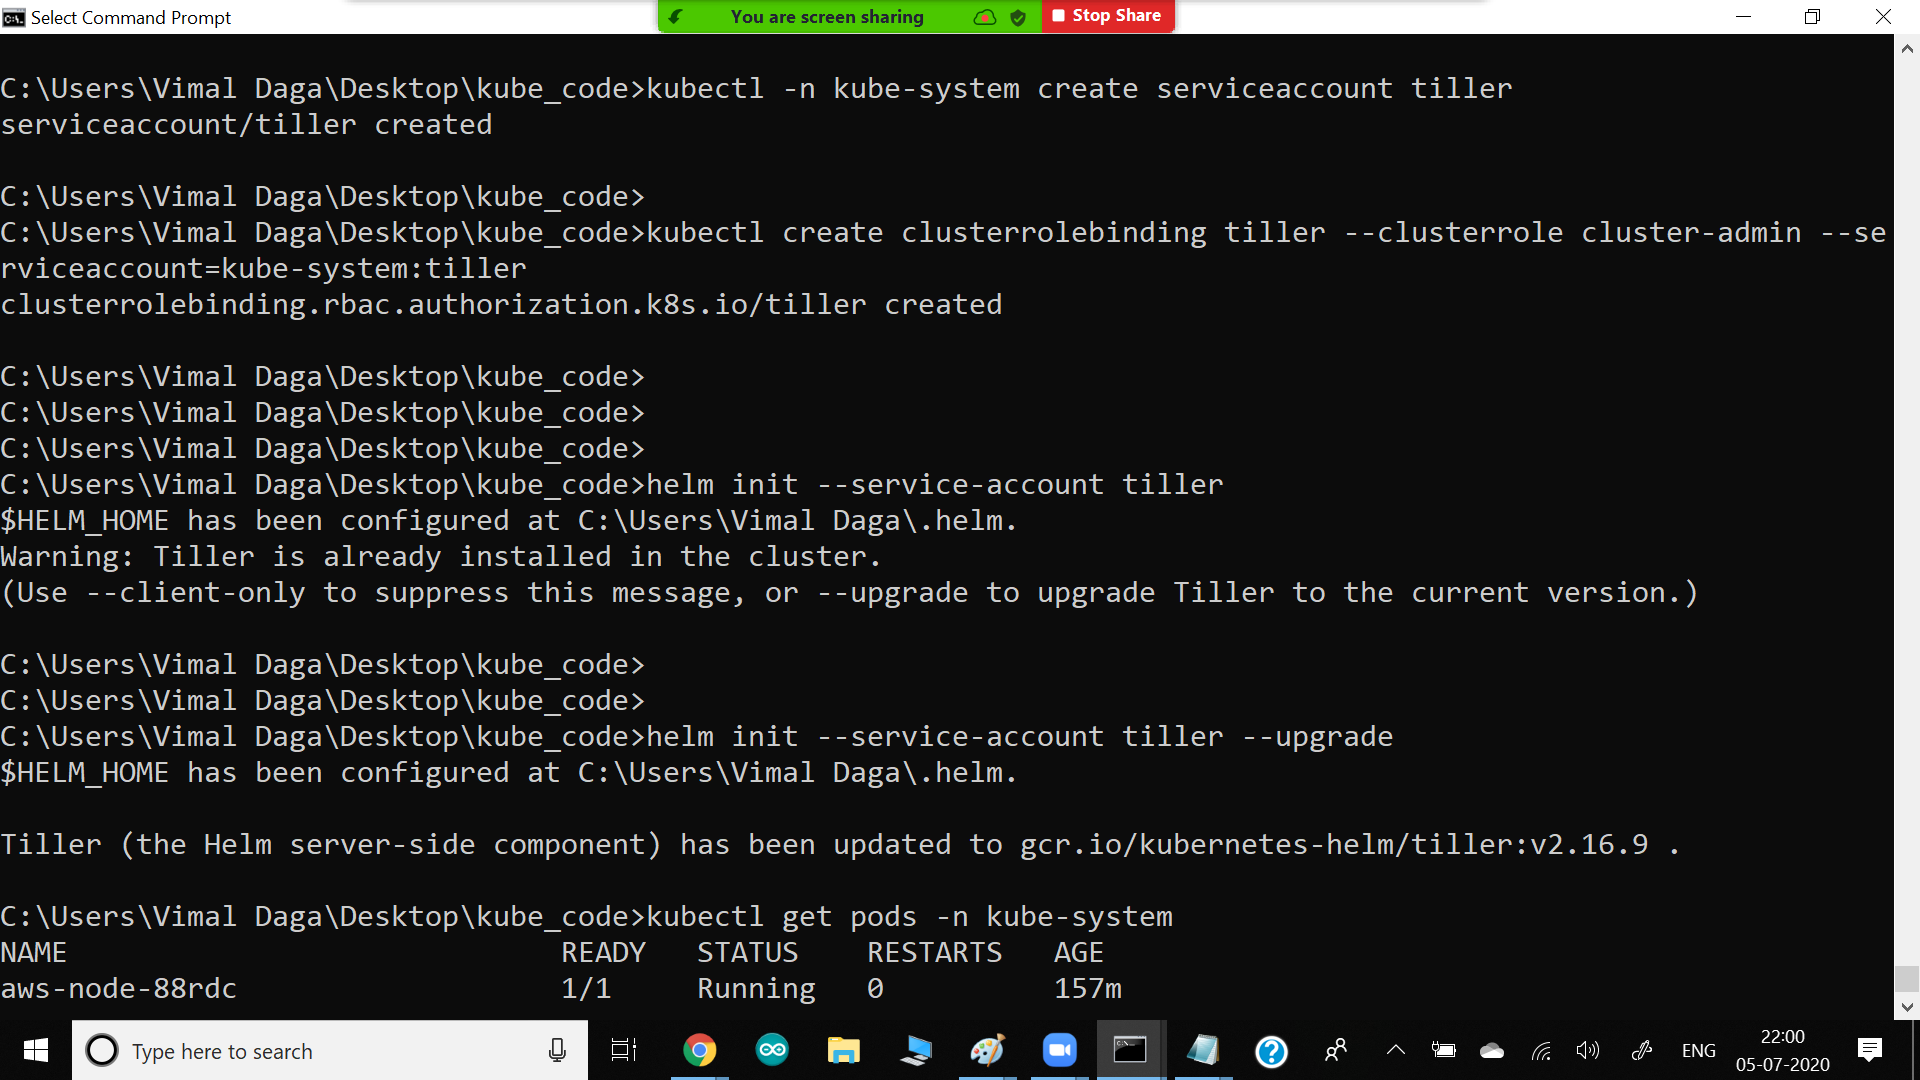 Select Command Prompt
You are screen sharing
Stop Share
C:\Users\Vimal Daga\Desktop\kube_code>kubectl -n kube-system create serviceaccount tiller
serviceaccount/tiller created
C:\Users\Vimal Daga\Desktop\kube_code>
C:\Users\Vimal Daga\Desktop\kube_code>kubectl create clusterrolebinding tiller --clusterrole cluster-admin --se
rviceaccount=kube-system:tiller
clusterrolebinding.rbac.authorization.k8s.io/tiller created
C:\Users\Vimal Daga\Desktop\kube_code>
C:\Users\Vimal Daga\Desktop\kube_code>
C:\Users\Vimal Daga\Desktop\kube_code>
C:\Users\Vimal Daga\Desktop\kube_code>helm init --service-account tiller
$HELM_HOME has been configured at C:\Users\Vimal Daga\.helm.
Warning: Tiller is already installed in the cluster.
(Use --client-only to suppress this message, or --upgrade to upgrade Tiller to the current version.)
C:\Users\Vimal Daga\Desktop\kube_code>
C:\Users\Vimal Daga\Desktop\kube_code>
C:\Users\Vimal Daga\Desktop\kube_code>helm init --service-account tiller --upgrade
$HELM_HOME has been configured at C:\Users\Vimal Daga\.helm.
Tiller (the Helm server-side component) has been updated to gcr.io/kubernetes-helm/tiller:v2.16.9 .
C:\Users\Vimal Daga\Desktop\kube_code>kubectl get pods -n kube-system
NAME READY STATUS RESTARTS AGE
aws-node-88rdc 1/1 Running 0 157m
Type here to search
ENG
22:00
05-07-2020